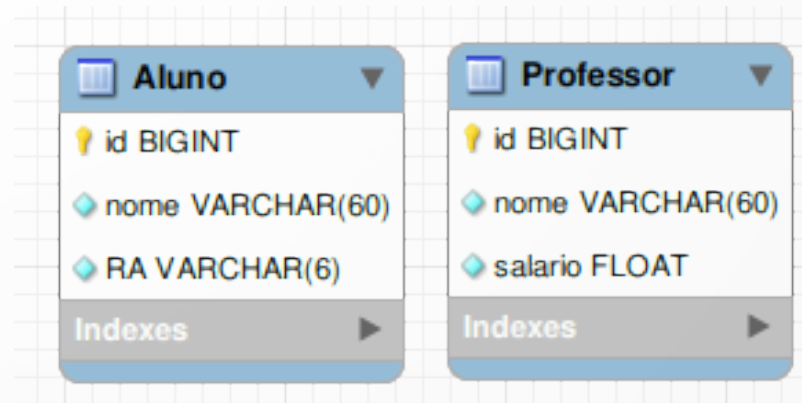 Aluno
id BIGINT
nome VARCHAR(60)
RA VARCHAR(6)
Indexes
Professor
id BIGINT
nome VARCHAR(60)
salario FLOAT
Indexes